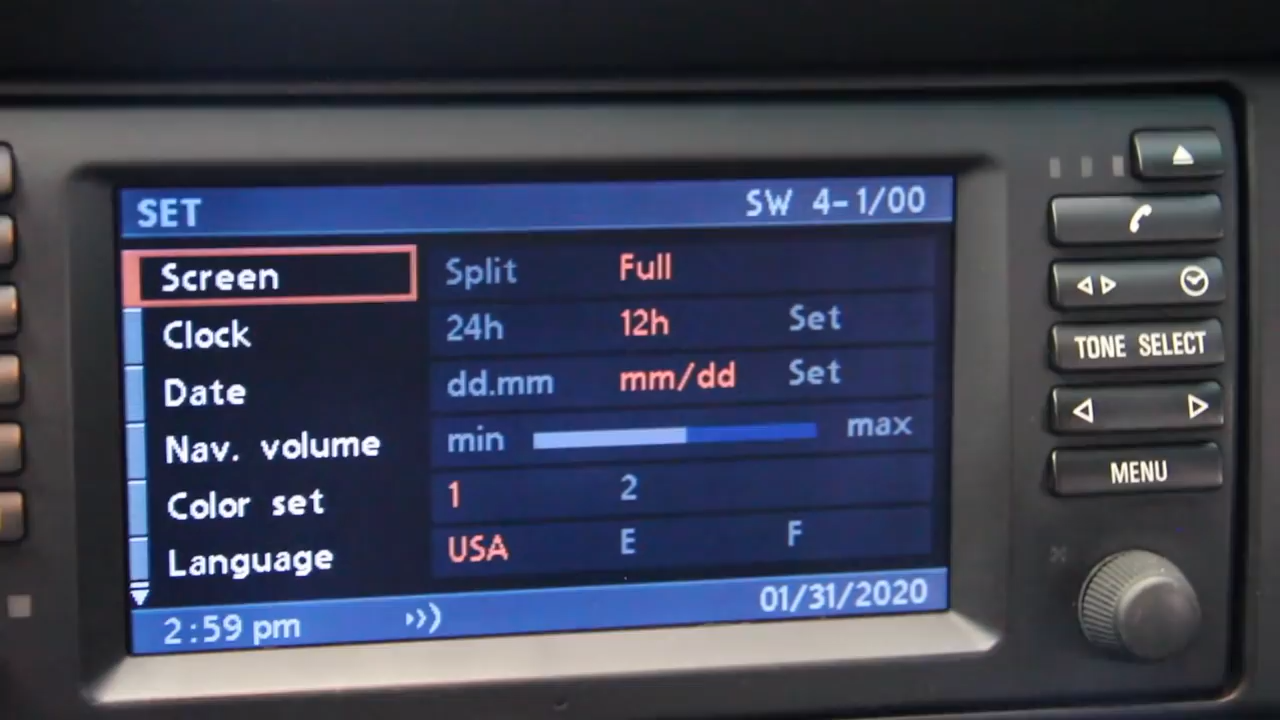 SET SW 4-1/00
Screen Split Full
Clock 24h 12h Set
Date dd.mm mm/dd Set
Nav. volume min max
Color set 1 2
Language USA E F
2:59 pm 01/31/2020
TONE SELECT
MENU